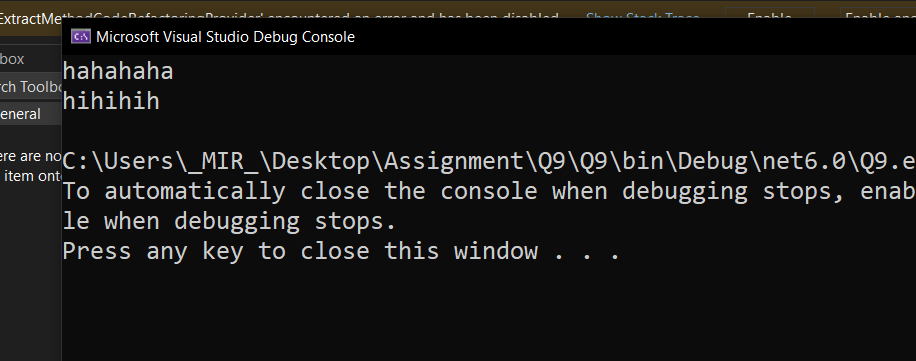 ExtractMethodCodeRefactoringProvider' encountered an error and has been disabled. Show Stack Trace Enable Enable
Microsoft Visual Studio Debug Console
box
rch Toolbo
eneral
ere are no
item onto
hahahaha
hihihih
C:\Users\_MIR_\Desktop\Assignment\Q9\Q9\bin\Debug\net6.0\Q9.e
To automatically close the console when debugging stops, enab
le when debugging stops.
Press any key to close this window . . .